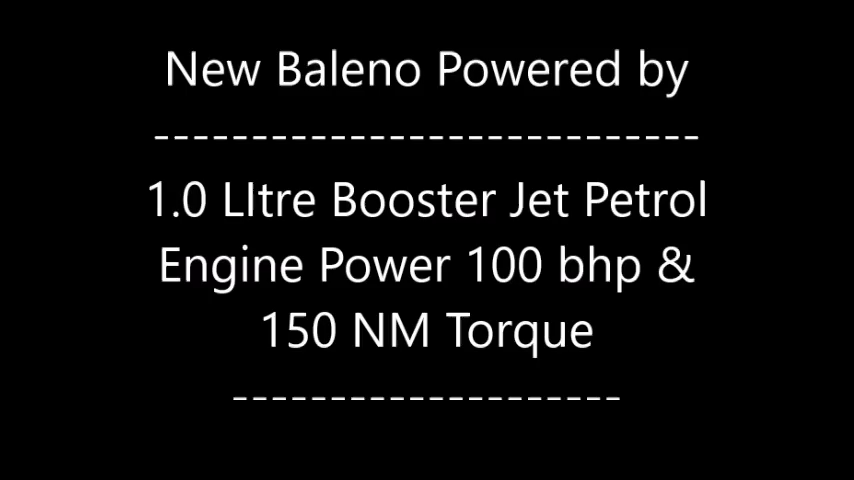 New Baleno Powered by
----------------------------
1.0 LItre Booster Jet Petrol
Engine Power 100 bhp &
150 NM Torque
--------------------